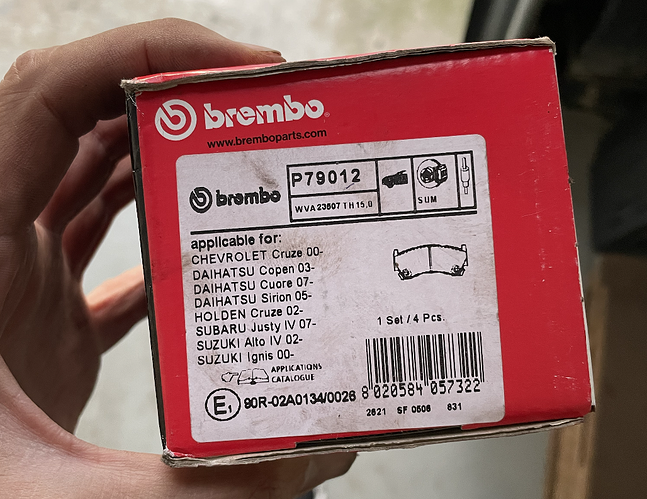 brembo
www.bremboparts.com
brembo
P79012
WVA 23607 TH 15,0
SUM
applicable for:
CHEVROLET Cruze 00-
DAIHATSU Copen 03-
DAIHATSU Cuore 07-
DAIHATSU Sirion 05-
HOLDEN Cruze 02-
SUBARU Justy IV 07-
SUZUKI Alto IV 02-
SUZUKI Ignis 00-
1 Set / 4 Pcs.
APPLICATIONS
CATALOGUE
E1 90R-02A0134/0026
8 020584 057322
2621 SF 0506 831